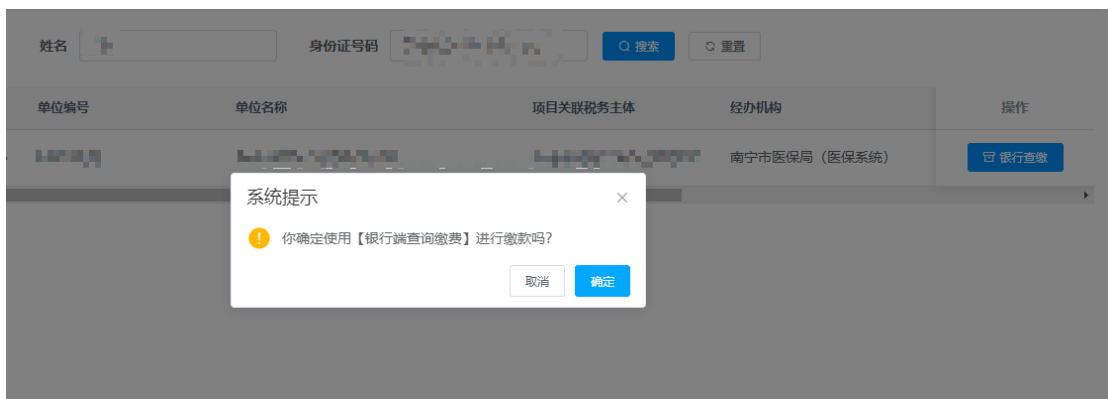 姓名 身份证号码 搜索 重置
单位编号 单位名称 项目关联税务主体 经办机构 操作
南宁市医保局（医保系统） 银行查缴
系统提示
你确定使用【银行端查询缴费】进行缴款吗?
取消 确定